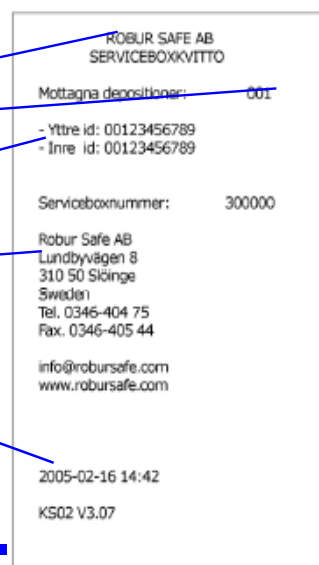 ROBUR SAFE AB
SERVICEBOXKVITTO
Mottagna depositioner: 001
- Yttre id: 00123456789
- Inre id: 00123456789
Serviceboxnummer: 300000
Robur Safe AB
Lundbyvägen 8
310 50 Slöinge
Sweden
Tel. 0346-404 75
Fax. 0346-405 44
info@robursafe.com
www.robursafe.com
2005-02-16 14:42
KS02 V3.07